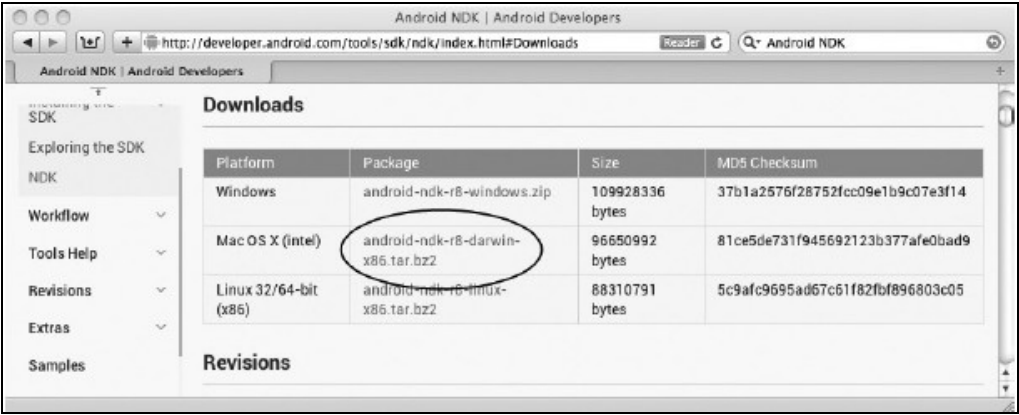 Android NDK | Android Developers
http://developer.android.com/tools/sdk/ndk/index.html#Downloads
Reader
Android NDK
Android NDK | Android Developers
SDK
Exploring the SDK
NDK
Workflow
Tools Help
Revisions
Extras
Samples
Downloads
Platform Package Size MD5 Checksum
Windows android-ndk-r8-windows.zip 109928336 37b1a2576f28752fcc09e1b9c07e3f14
bytes
Mac OS X (intel) android-ndk-r8-darwin- 96650992 81ce5de731f945692123b377afe0bad9
x86.tar.bz2 bytes
Linux 32/64-bit android-ndk-r8-linux- 88310791 5c9afc9695ad67c61f82fbf896803c05
(x86) x86.tar.bz2 bytes
Revisions